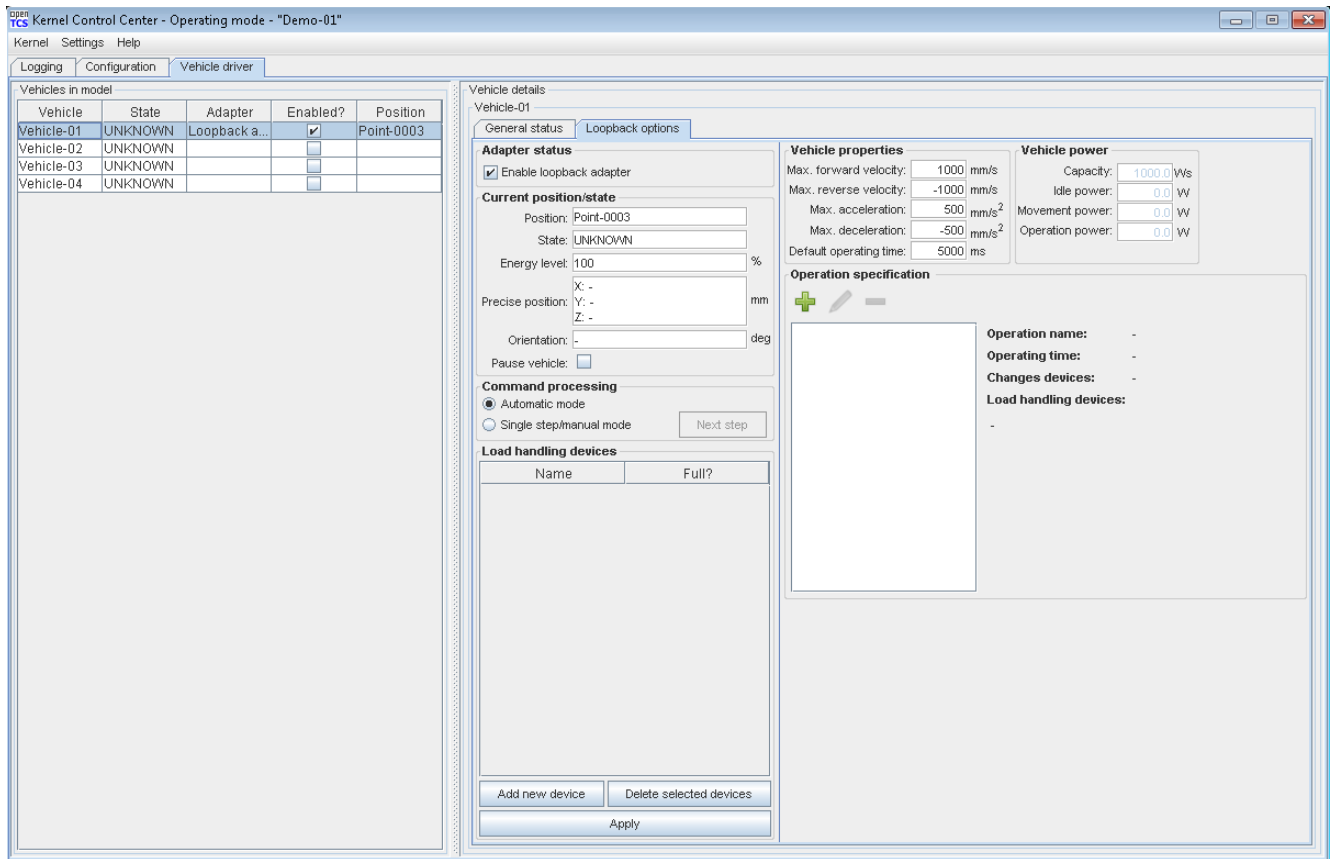 open TCS Kernel Control Center - Operating mode - "Demo-01"
Kernel Settings Help
Logging Configuration Vehicle driver
Vehicles in model
Vehicle State Adapter Enabled? Position
Vehicle-01 UNKNOWN Loopback a... Point-0003
Vehicle-02 UNKNOWN
Vehicle-03 UNKNOWN
Vehicle-04 UNKNOWN
Vehicle details
Vehicle-01
General status Loopback options
Adapter status
Enable loopback adapter
Current position/state
Position: Point-0003
State: UNKNOWN
Energy level: 100 %
Precise position: X: -
Y: -
Z: -
mm
Orientation: - deg
Pause vehicle:
Command processing
Automatic mode
Single step/manual mode Next step
Load handling devices
Name Full?
Add new device Delete selected devices
Apply
Vehicle properties
Max. forward velocity: 1000 mm/s
Max. reverse velocity: -1000 mm/s
Max. acceleration: 500 mm/s²
Max. deceleration: -500 mm/s²
Default operating time: 5000 ms
Vehicle power
Capacity: 1000.0 Ws
Idle power: 0.0 W
Movement power: 0.0 W
Operation power: 0.0 W
Operation specification
Operation name: -
Operating time: -
Changes devices: -
Load handling devices:
-